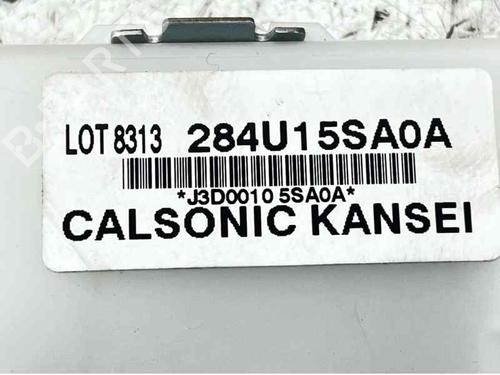 LOT 8313 284U15SA0A
*J3D0010 5SA0A*
CALSONIC KANSEI